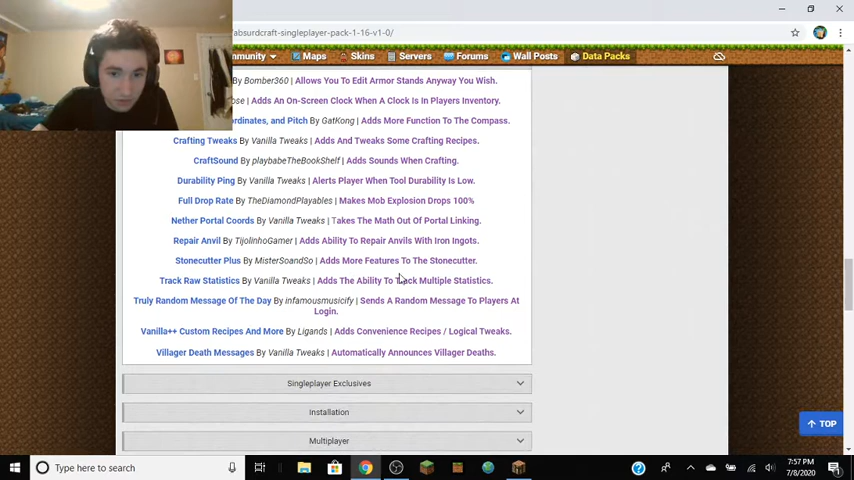 absurdcraft-singleplayer-pack-1-16-v1-0/
Maps Skins Servers Forums Wall Posts Data Packs
By Bomber360 | Allows You To Edit Armor Stands Anyway You Wish.
Adds An On-Screen Clock When A Clock Is In Players Inventory.
and Pitch By GatKong | Adds More Function To The Compass.
Crafting Tweaks By Vanilla Tweaks | Adds And Tweaks Some Crafting Recipes.
CraftSound By playbabeTheBookShelf | Adds Sounds When Crafting.
Durability Ping By Vanilla Tweaks | Alerts Player When Tool Durability Is Low.
Full Drop Rate By TheDiamondPlayables | Makes Mob Explosion Drops 100%
Nether Portal Coords By Vanilla Tweaks | Takes The Math Out Of Portal Linking.
Repair Anvil By TijolinhoGamer | Adds Ability To Repair Anvils With Iron Ingots.
Stonecutter Plus By MisterSoandSo | Adds More Features To The Stonecutter.
Track Raw Statistics By Vanilla Tweaks | Adds The Ability To Track Multiple Statistics.
Truly Random Message Of The Day By infamousmusicify | Sends A Random Message To Players At
Login.
Vanilla++ Custom Recipes And More By Ligands | Adds Convenience Recipes / Logical Tweaks.
Villager Death Messages By Vanilla Tweaks | Automatically Announces Villager Deaths.
Singleplayer Exclusives
Installation
Multiplayer
TOP
Type here to search
7:57 PM
7/8/2020